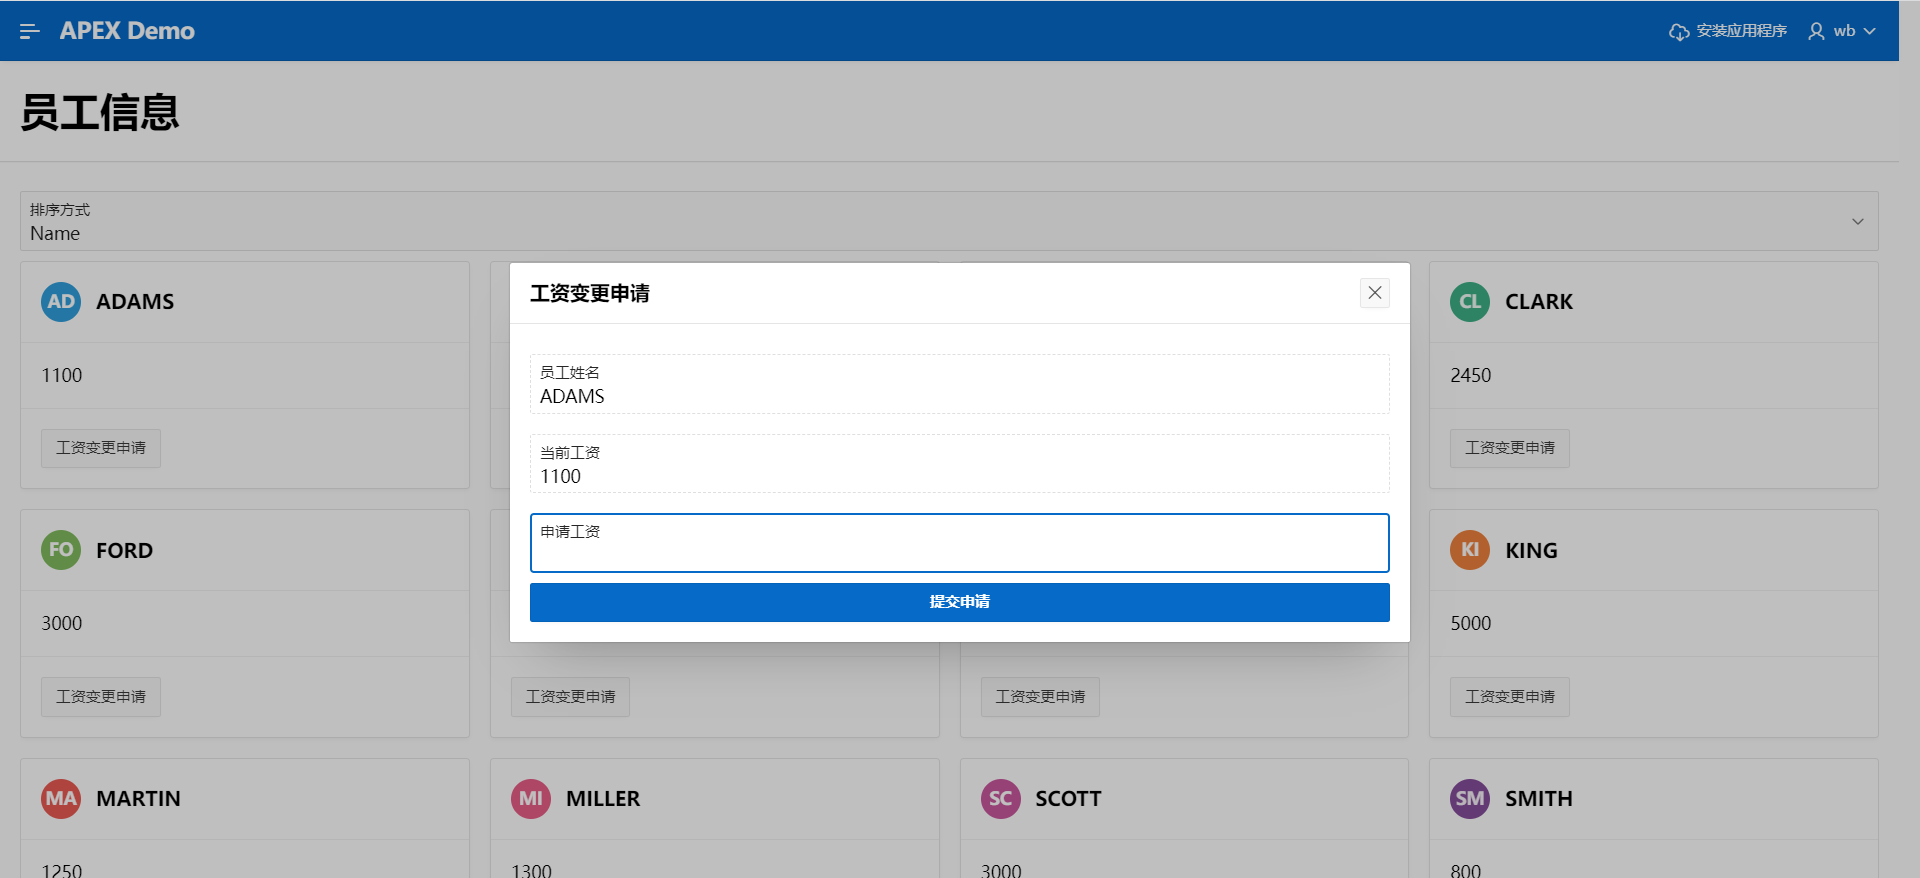 APEX Demo
安装应用程序
wb
员工信息
排序方式
Name
AD ADAMS
1100
工资变更申请
CL CLARK
2450
工资变更申请
工资变更申请
员工姓名
ADAMS
当前工资
1100
申请工资
提交申请
FO FORD
3000
工资变更申请
工资变更申请
工资变更申请
KI KING
5000
工资变更申请
MA MARTIN
1250
MI MILLER
1300
SC SCOTT
3000
SM SMITH
800